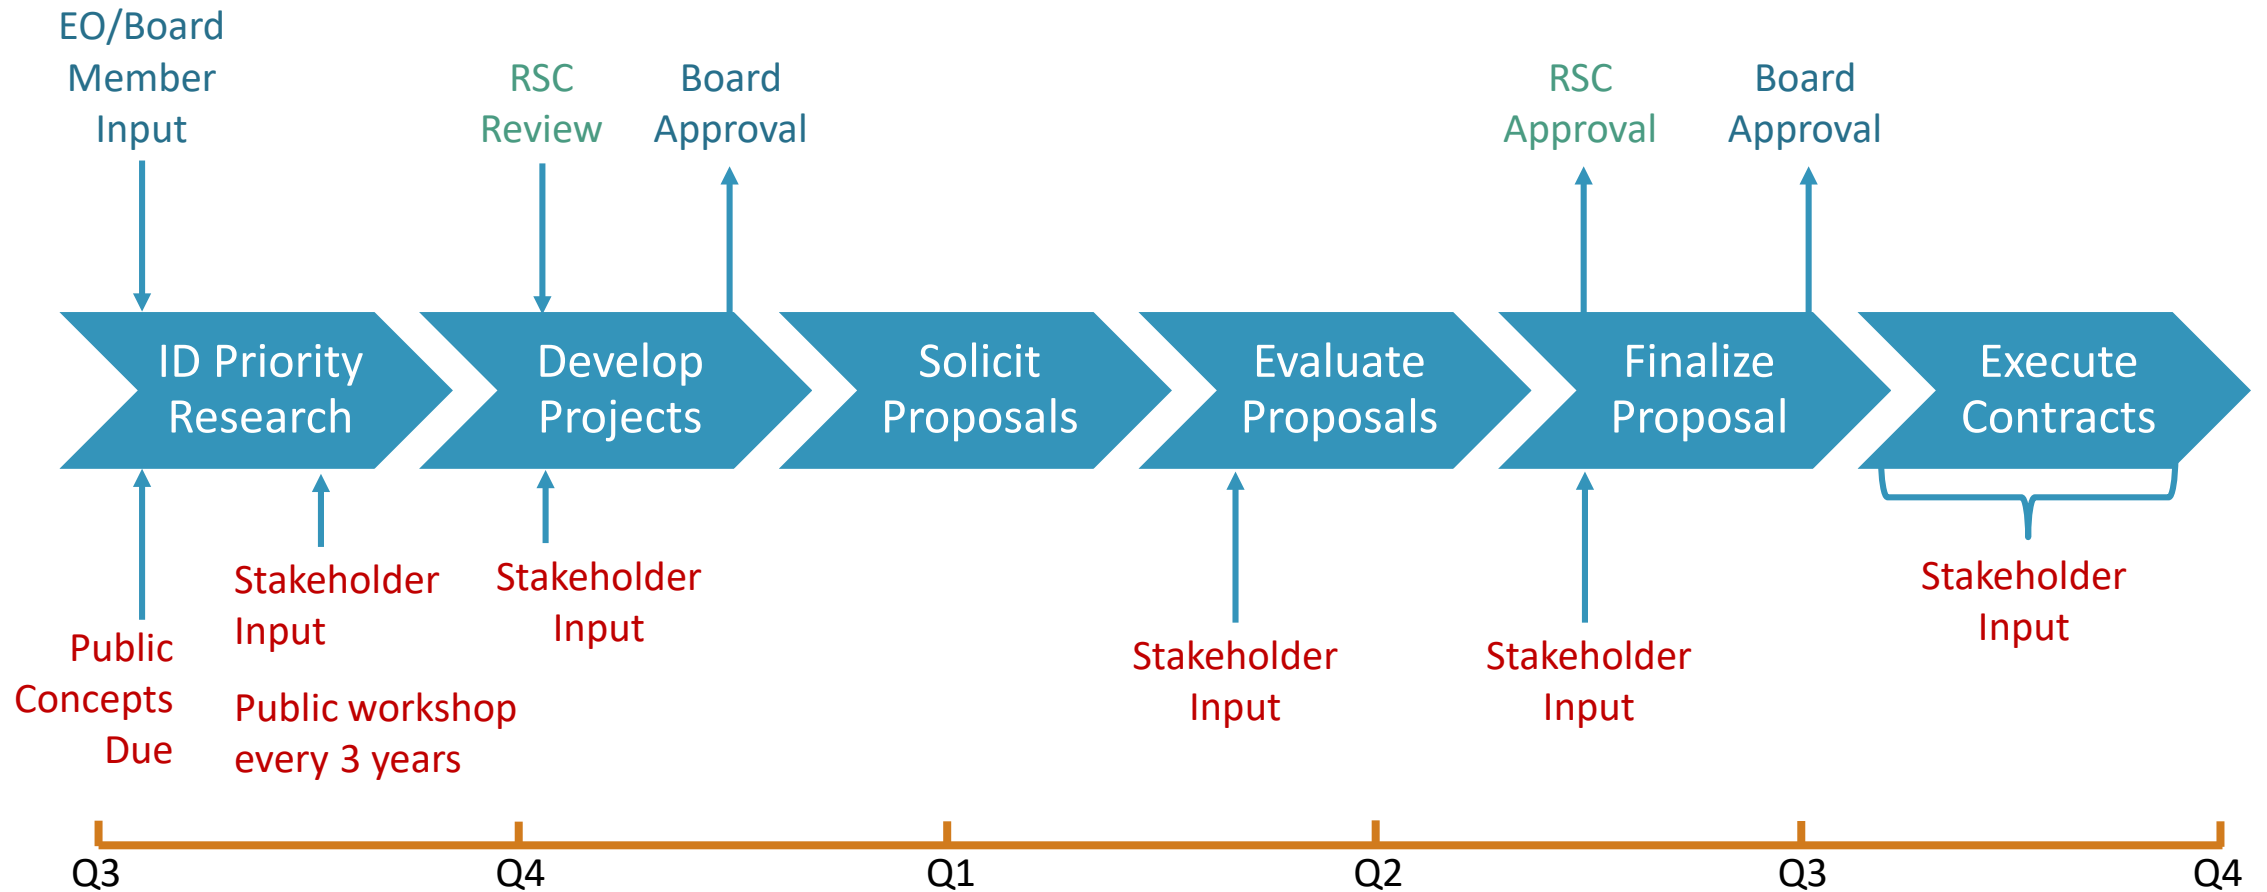 EO/Board
Member
Input
RSC
Review
Board
Approval
RSC
Approval
Board
Approval
ID Priority
Research
Develop
Projects
Solicit
Proposals
Evaluate
Proposals
Finalize
Proposal
Execute
Contracts
Public
Concepts
Due
Stakeholder
Input
Public workshop
every 3 years
Stakeholder
Input
Stakeholder
Input
Stakeholder
Input
Stakeholder
Input
Q3
Q4
Q1
Q2
Q3
Q4